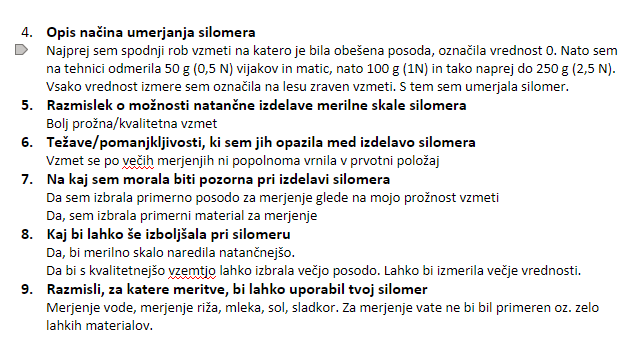 4. Opis načina umerjanja silomera
Najprej sem spodnji rob vzmeti na katero je bila obešena posoda, označila vrednost 0. Nato sem
na tehnici odmerila 50 g (0,5 N) vijakov in matic, nato 100 g (1N) in tako naprej do 250 g (2,5 N).
Vsako vrednost izmere sem označila na lesu zraven vzmeti. S tem sem umerjala silomer.
5. Razmislek o možnosti natančne izdelave merilne skale silomera
Bolj prožna/kvalitetna vzmet
6. Težave/pomanjkljivosti, ki sem jih opazila med izdelavo silomera
Vzmet se po večih merjenjih ni popolnoma vrnila v prvotni položaj
7. Na kaj sem morala biti pozorna pri izdelavi silomera
Da sem izbrala primerno posodo za merjenje glede na mojo prožnost vzmeti
Da, sem izbrala primerni material za merjenje
8. Kaj bi lahko še izboljšala pri silomeru
Da, bi merilno skalo naredila natančnejšo.
Da bi s kvalitetnejšo vzemtjo lahko izbrala večjo posodo. Lahko bi izmerila večje vrednosti.
9. Razmisli, za katere meritve, bi lahko uporabil tvoj silomer
Merjenje vode, merjenje riža, mleka, sol, sladkor. Za merjenje vate ne bi bil primeren oz. zelo
lahkih materialov.